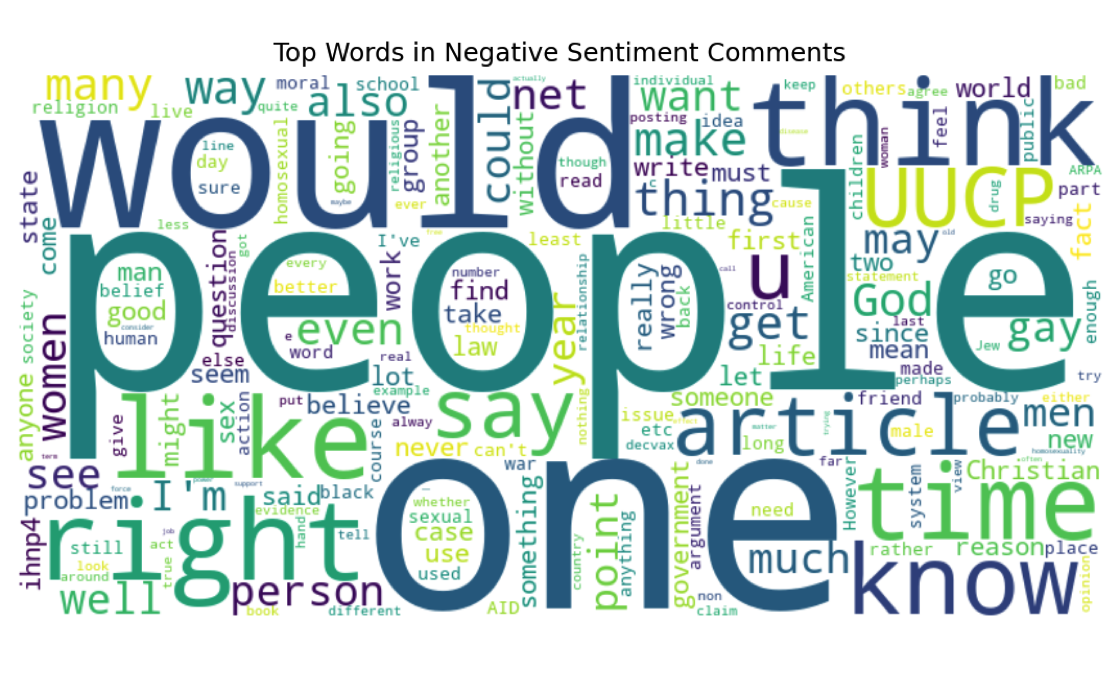 Top Words in Negative Sentiment Comments
many
way
moral
school
also
religion
live
quite
would
could
actually
net
individual
want
keep
others
agree
world
bad
think
posting
idea
make
public
feel
woman
children
homosexual
line
day
sure
going
religious
group
another
without
though
read
write
c
must
thing
cause
drug
UUCP
ARPA
part
saying
fact
state
come
less
maybe
ever
got
I've
least
little
first
American
may
old
two
statement
people
man
belief
good
consider
human
question
discussion
every
better
work
number
find
take
thought
law
even
e
word
real
year
relationship
really
wrong
back
call
u
control
get
life
God
since
last
mean
go
Jew
gay
enough
made
perhaps
try
society
anyone
women
else
seem
lot
example
let
someone
friend
probably
either
like
give
might
sex
action
put
believe
course
alway
say
never
can't
nothing
issue
etc
decvax
article
matter
long
trying
male
men
new
homosexuality
see
term
problem
force
I'm
power
support
said
black
evidence
war
whether
sexual
case
use
used
one
something
point
anything
country
government
argument
done
far
need
However
system
view
often
Christian
time
ihnp4
right
still
look
around
act
true
job
hand
tell
well
person
book
different
AID
non
claim
much
rather
reason
place
know
opinion